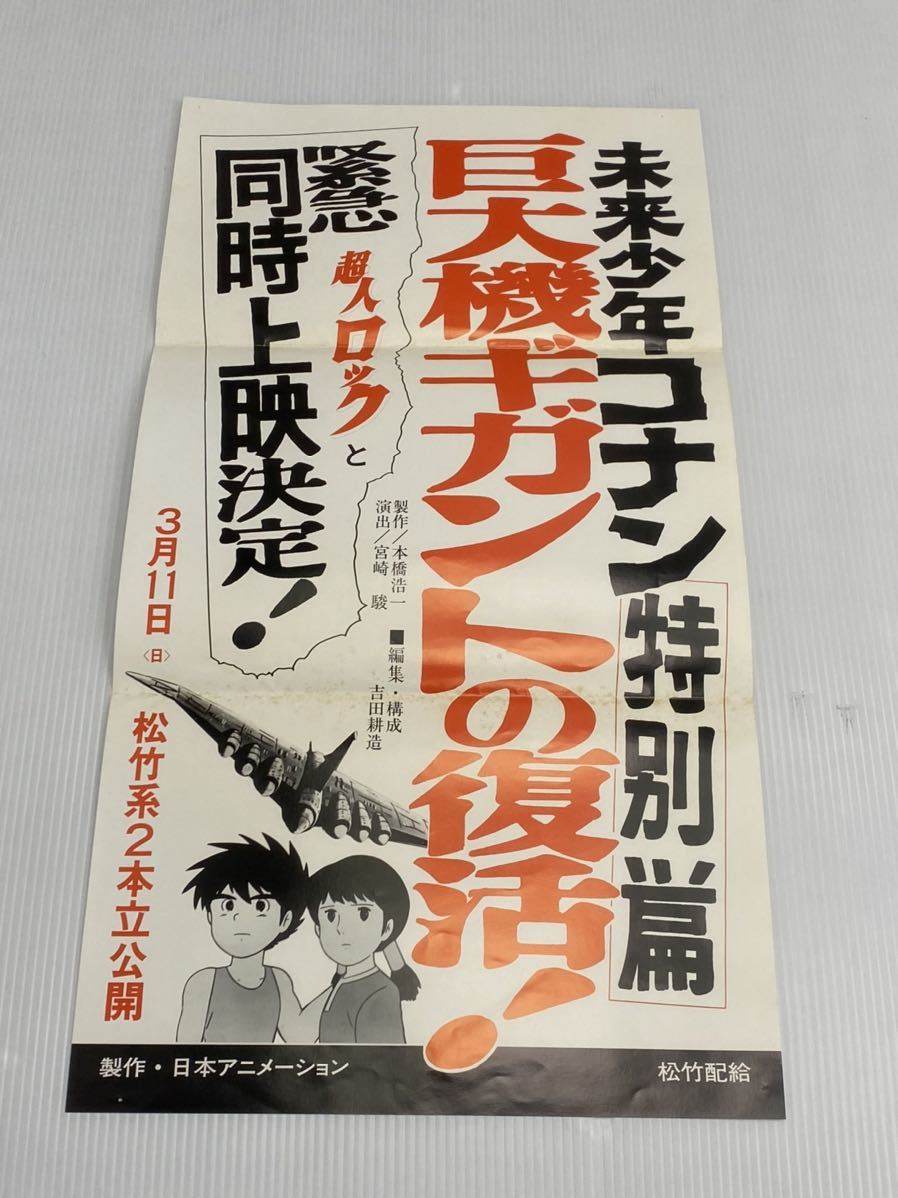 未来少年コナン
特別篇
巨大機ギガントの復活!
緊急
超人ロックと
同時上映決定!
製作/本橋浩一
演出/宮崎 駿
■編集・構成
吉田耕造
3月11日〈日〉
松竹系2本立公開
製作・日本アニメーション
松竹配給